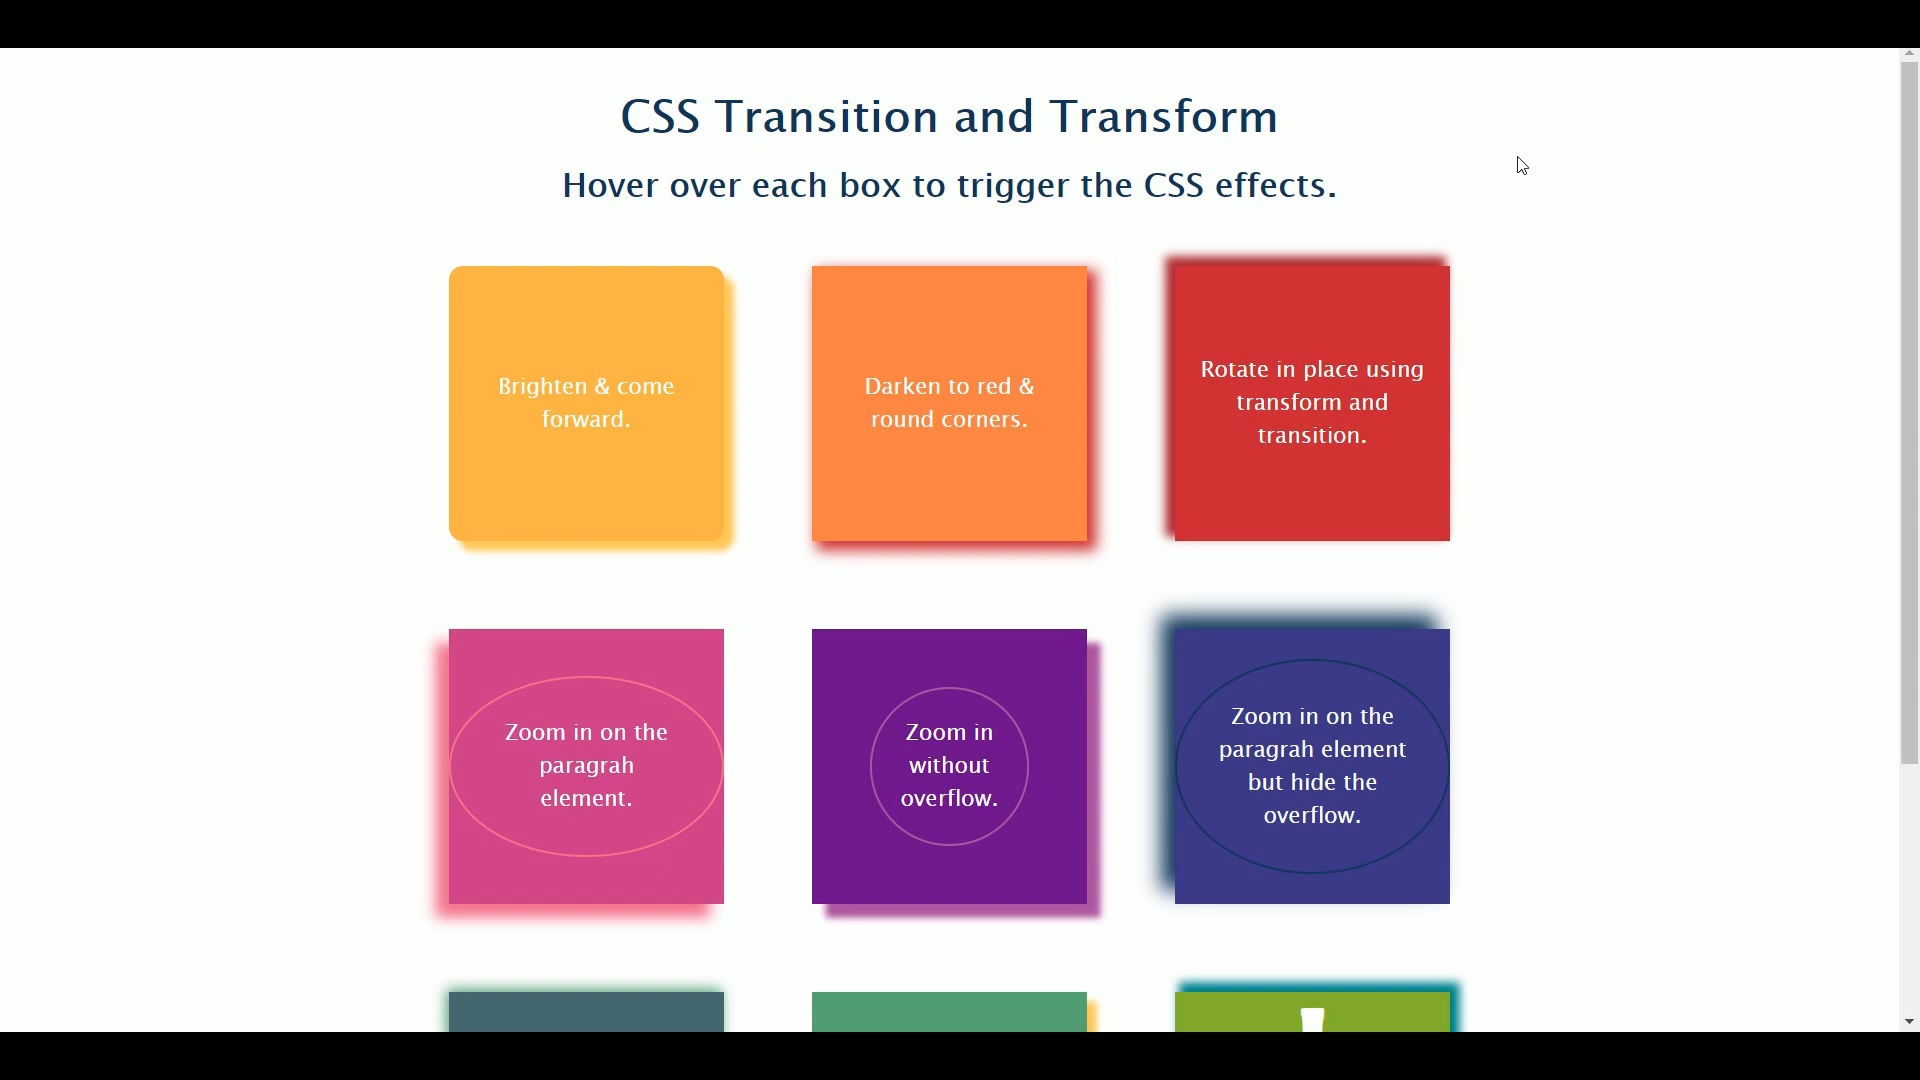 CSS Transition and Transform
Hover over each box to trigger the CSS effects.
Brighten & come
forward.
Darken to red &
round corners.
Rotate in place using
transform and
transition.
Zoom in on the
paragrah
element.
Zoom in
without
overflow.
Zoom in on the
paragrah element
but hide the
overflow.